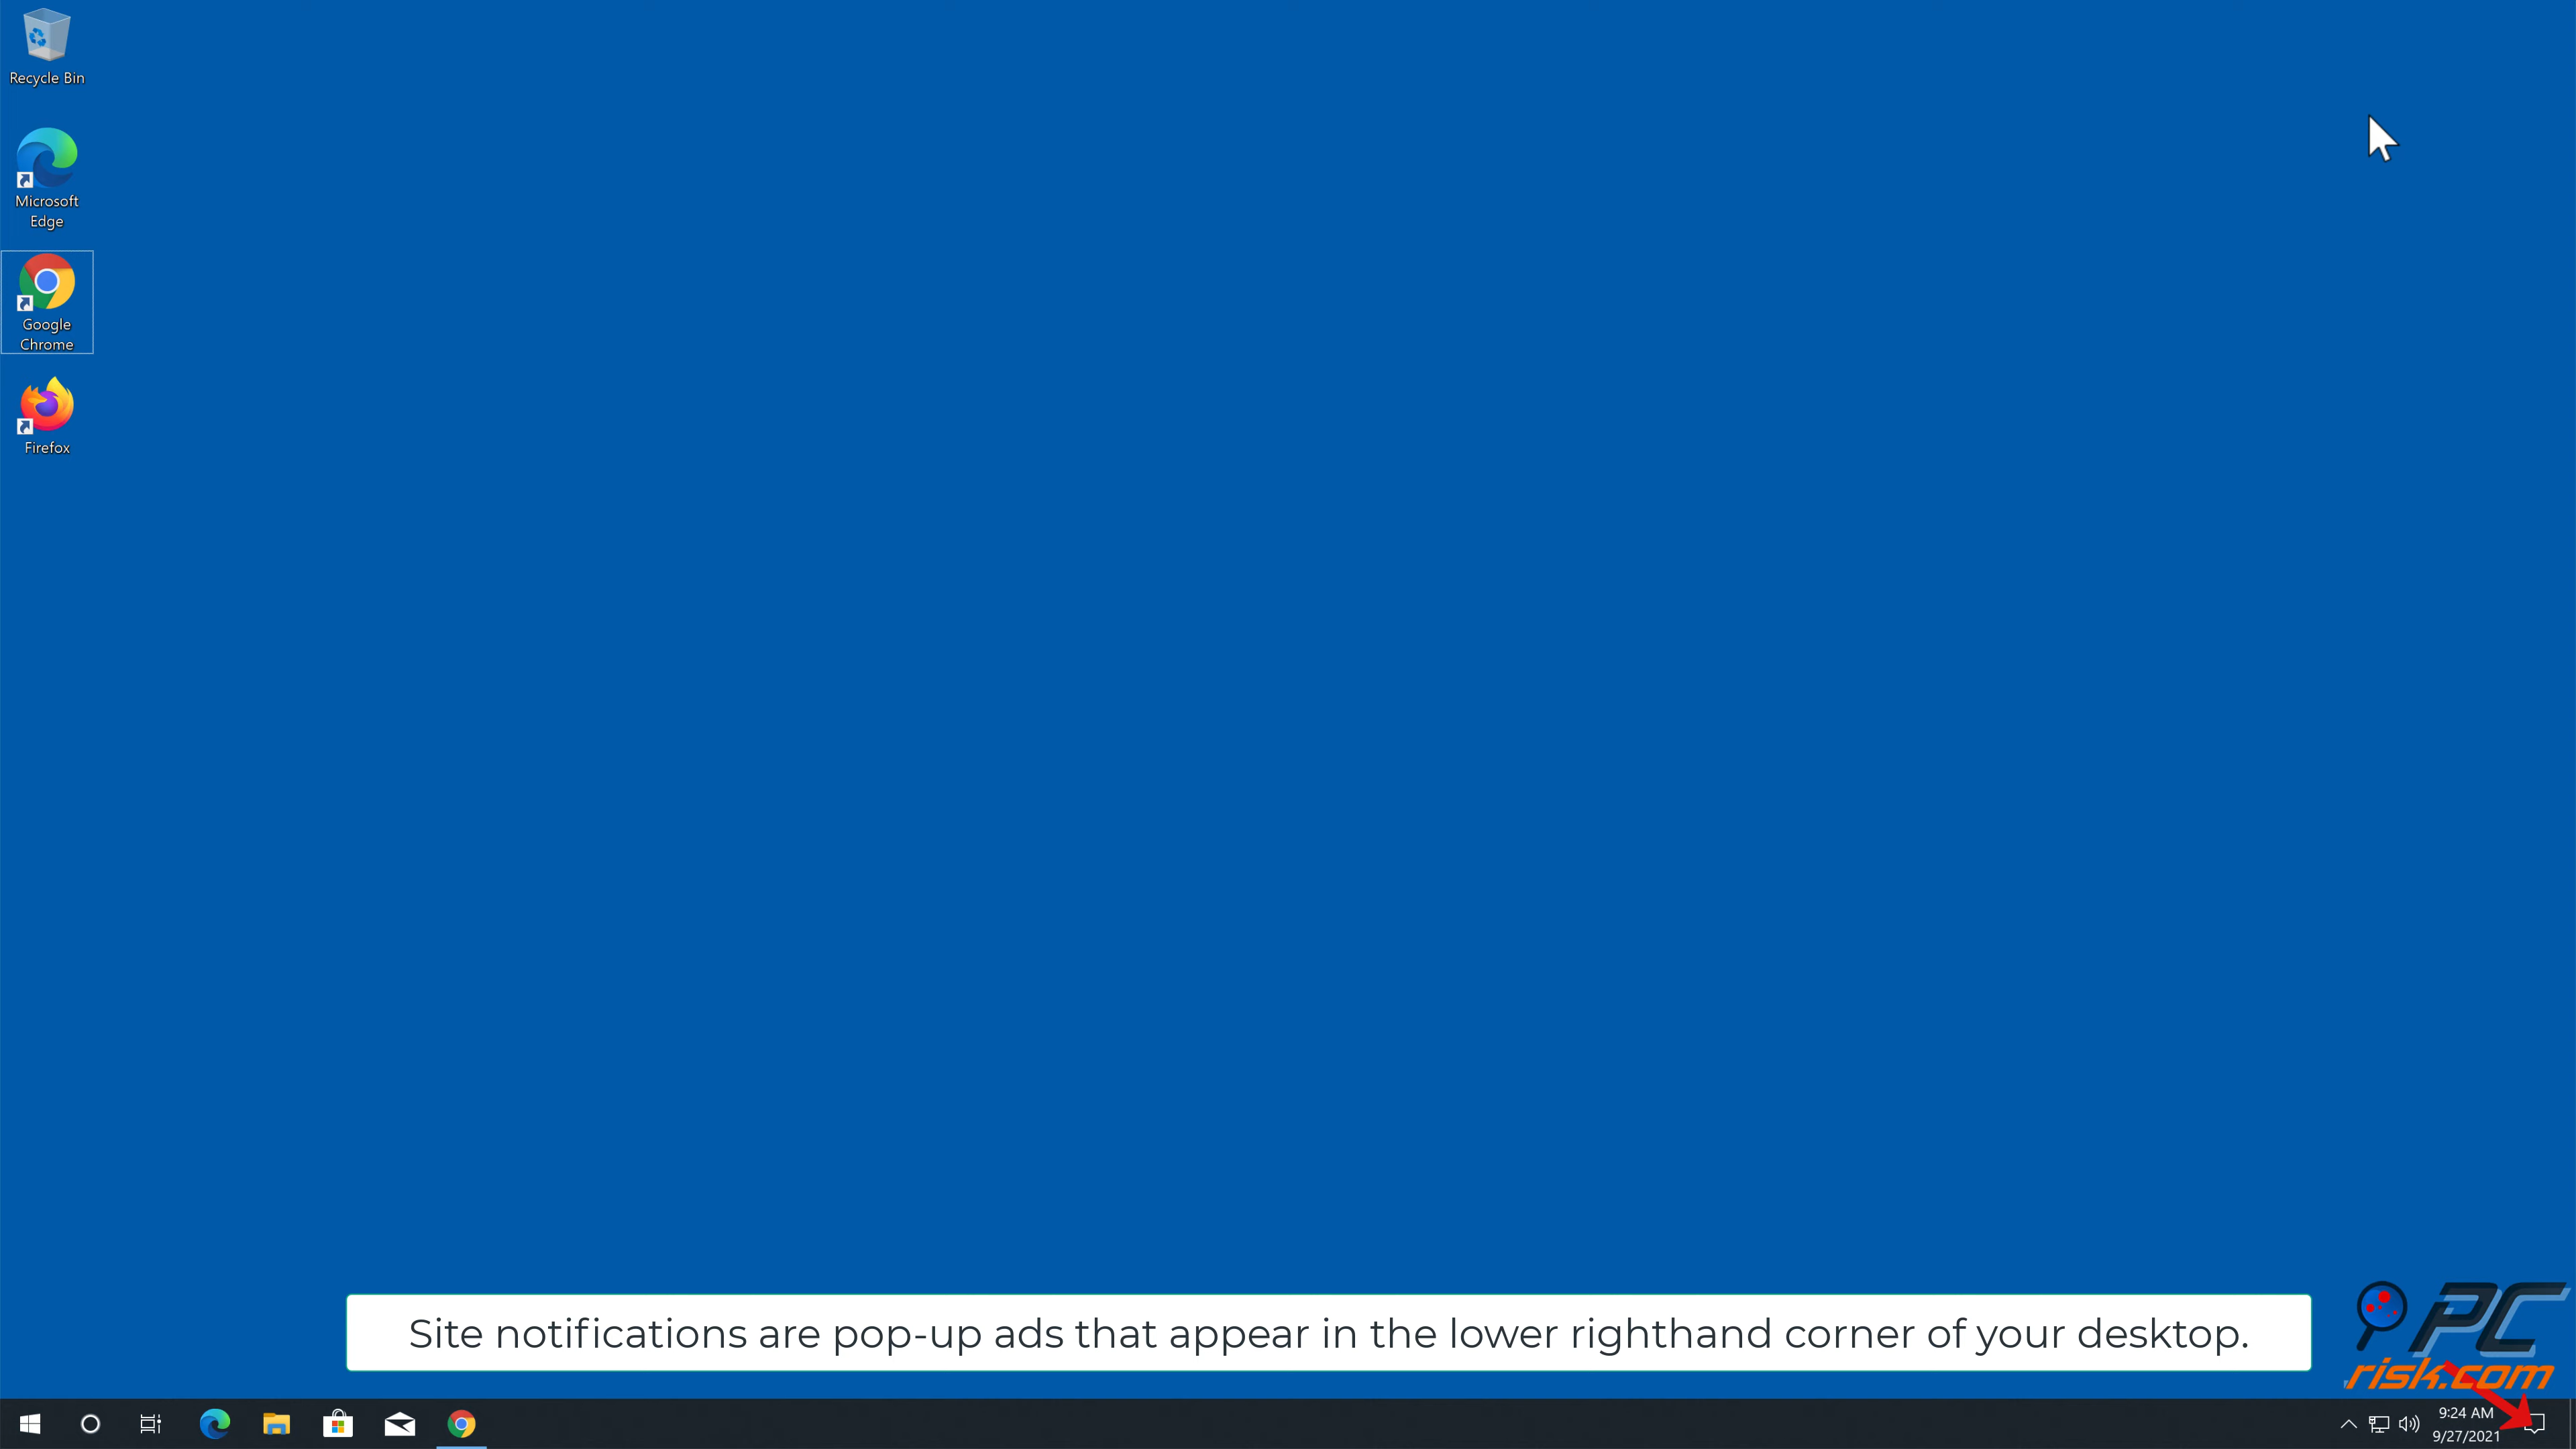 Recycle Bin
Microsoft
Edge
Google
Chrome
Firefox
Site notifications are pop-up ads that appear in the lower righthand corner of your desktop.
PC
risk.com
9:24 AM
9/27/2021